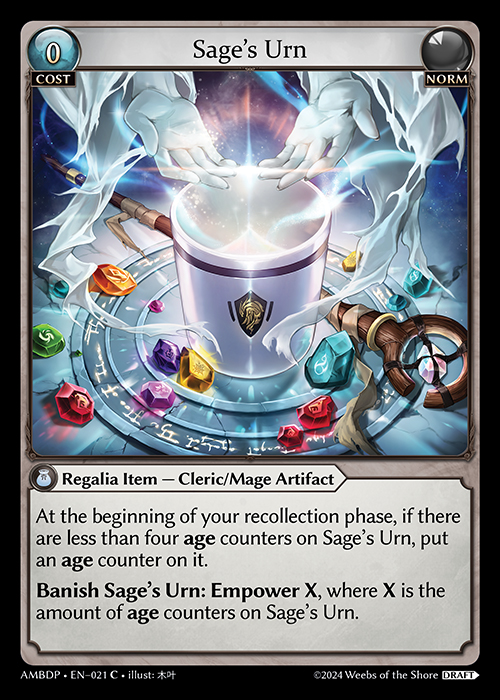 0
Sage's Urn
COST
NORM
Regalia Item — Cleric/Mage Artifact
At the beginning of your recollection phase, if there
are less than four age counters on Sage's Urn, put
an age counter on it.
Banish Sage's Urn: Empower X, where X is the
amount of age counters on Sage's Urn.
AMBDP • EN–021 C • illust: 木叶
©2024 Weebs of the Shore DRAFT